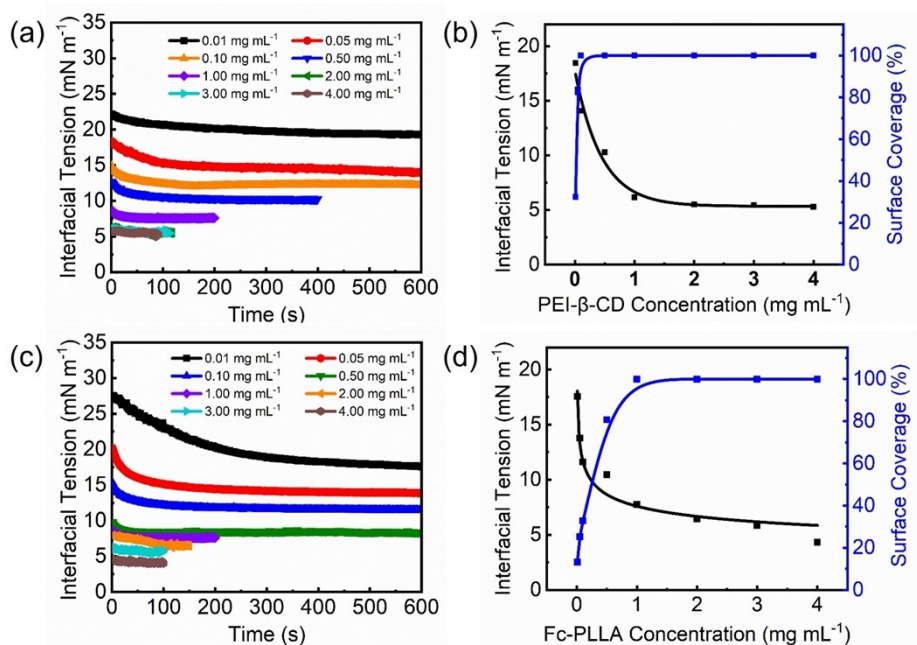 (a)
35
30
25
20
15
10
5
0
Interfacial Tension (mN m⁻¹)
0.01 mg mL⁻¹ 0.05 mg mL⁻¹
0.10 mg mL⁻¹ 0.50 mg mL⁻¹
1.00 mg mL⁻¹ 2.00 mg mL⁻¹
3.00 mg mL⁻¹ 4.00 mg mL⁻¹
0 100 200 300 400 500 600
Time (s)
(b)
20
15
10
5
0
Interfacial Tension (mN m⁻¹)
100
80
60
40
20
0
Surface Coverage (%)
0 1 2 3 4
PEI-β-CD Concentration (mg mL⁻¹)
(c)
35
30
25
20
15
10
5
0
Interfacial Tension (mN m⁻¹)
0.01 mg mL⁻¹ 0.05 mg mL⁻¹
0.10 mg mL⁻¹ 0.50 mg mL⁻¹
1.00 mg mL⁻¹ 2.00 mg mL⁻¹
3.00 mg mL⁻¹ 4.00 mg mL⁻¹
0 100 200 300 400 500 600
Time (s)
(d)
20
15
10
5
0
Interfacial Tension (mN m⁻¹)
100
80
60
40
20
0
Surface Coverage (%)
0 1 2 3 4
Fc-PLLA Concentration (mg mL⁻¹)